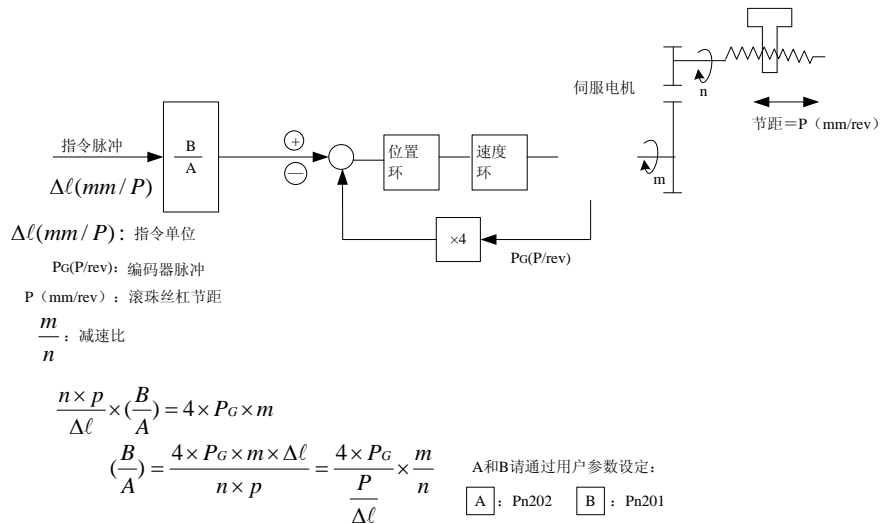 伺服电机
n
节距＝P（mm/rev）
指令脉冲
B
A
+
—
位置
环
速度
环
m
Δℓ(mm/P)
×4
PG(P/rev)
Δℓ(mm/P)：指令单位
PG(P/rev)：编码器脉冲
P（mm/rev）：滚珠丝杠节距
m/n：减速比
n×p/Δℓ×(B/A)=4×PG×m
(B/A)=4×PG×m×Δℓ/n×p=4×PG/P/Δℓ×m/n
A和B请通过用户参数设定：
A：Pn202 B：Pn201